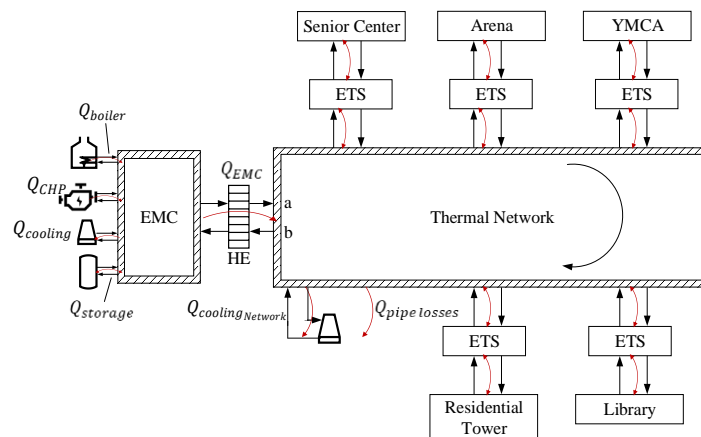 Senior Center
Arena
YMCA
ETS
ETS
ETS
Q_boiler
Q_CHP
Q_cooling
Q_storage
EMC
Q_EMC
HE
a
b
Thermal Network
Q_cooling_Network
Q_pipe losses
ETS
ETS
Residential
Tower
Library